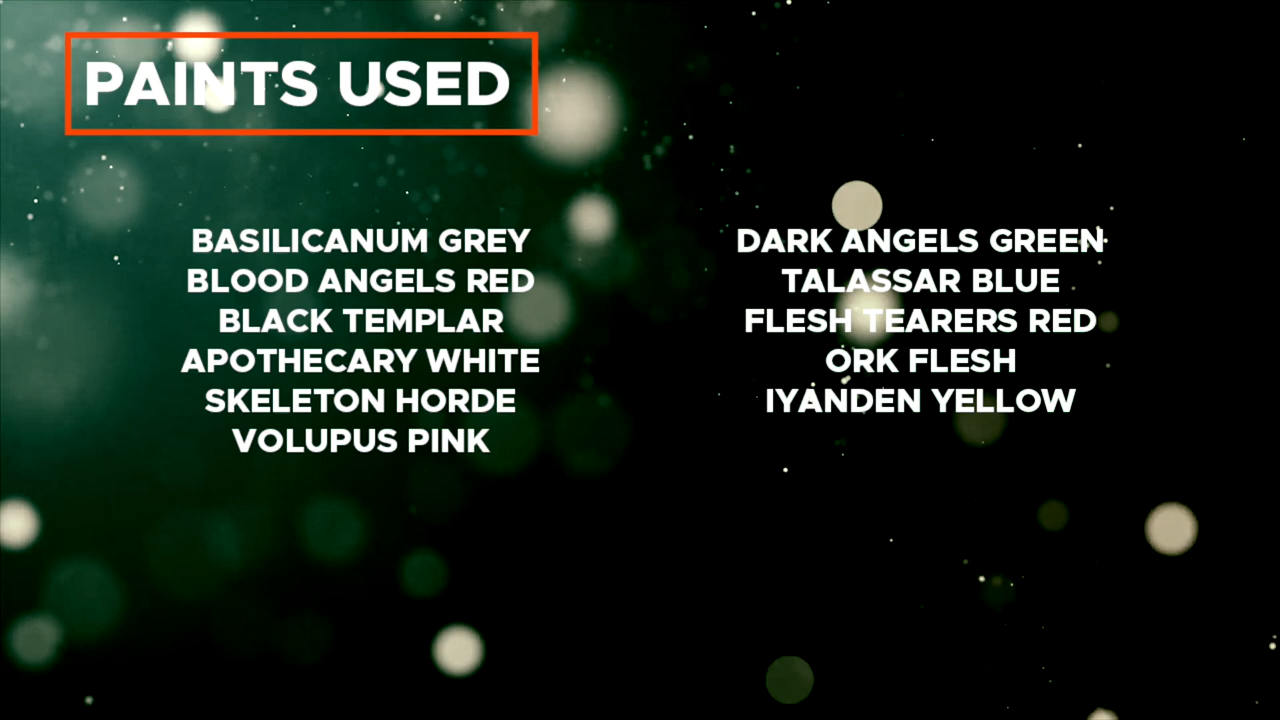 PAINTS USED
BASILICANUM GREY
BLOOD ANGELS RED
BLACK TEMPLAR
APOTHECARY WHITE
SKELETON HORDE
VOLUPUS PINK
DARK ANGELS GREEN
TALASSAR BLUE
FLESH TEARERS RED
ORK FLESH
IYANDEN YELLOW